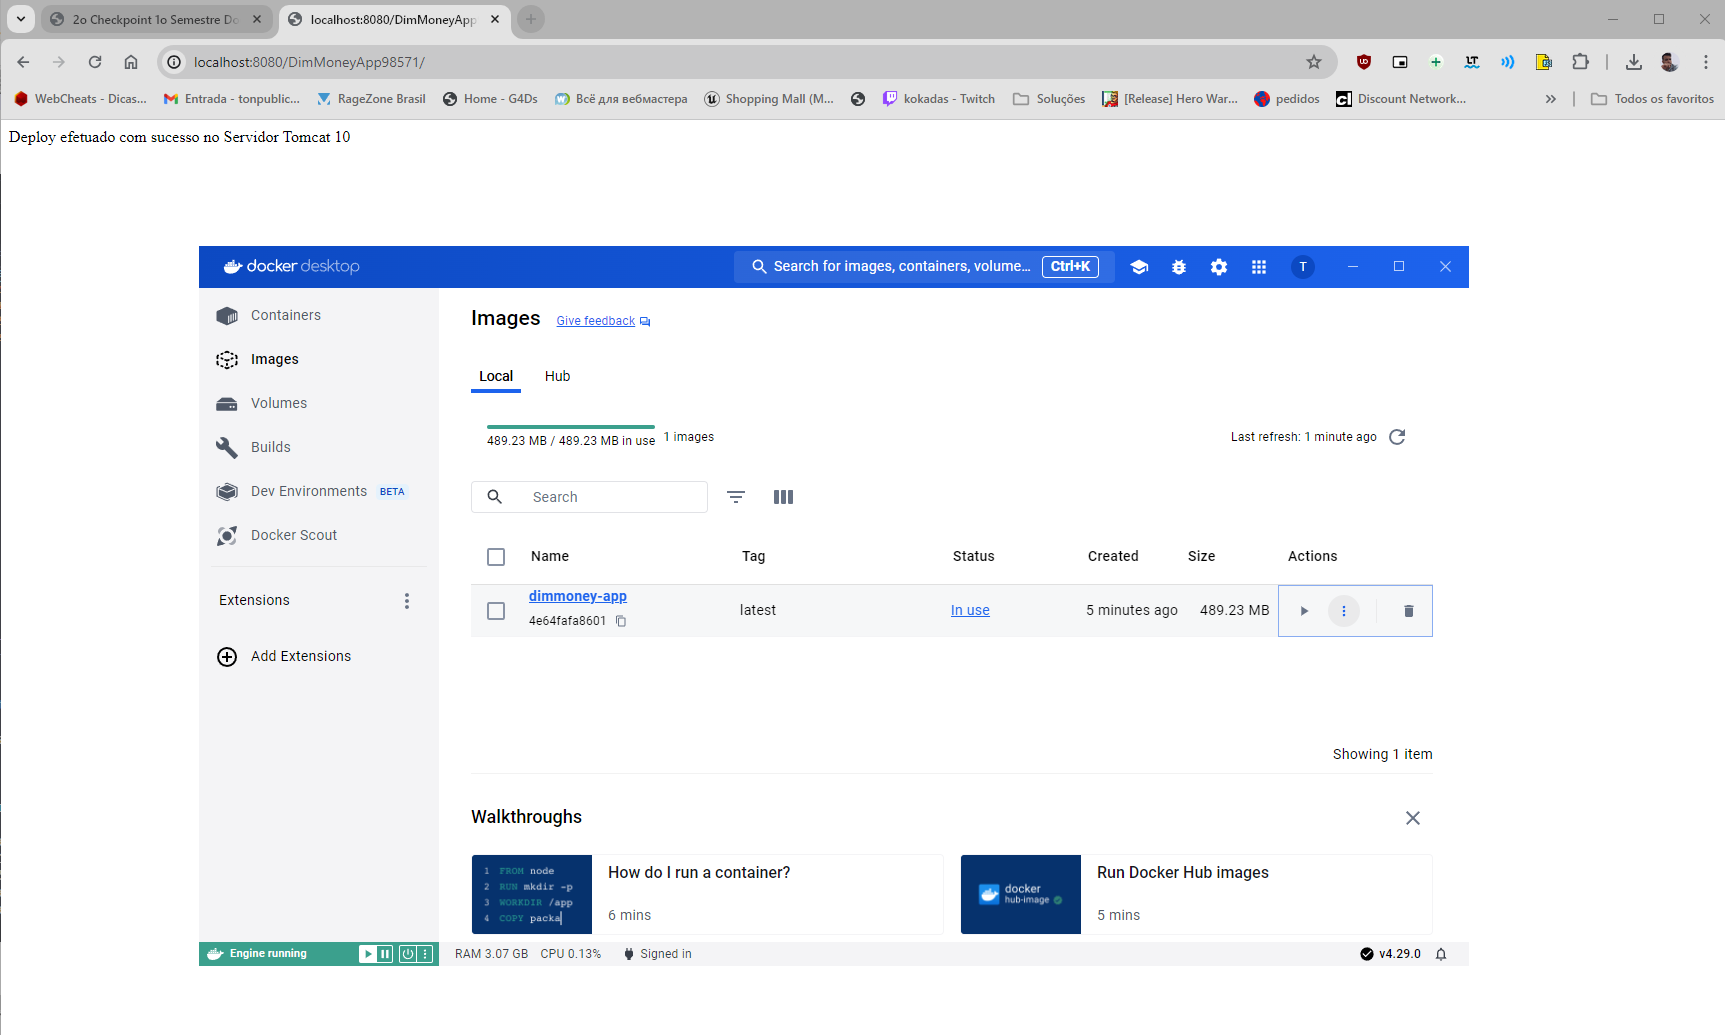 2o Checkpoint 1o Semestre Do
localhost:8080/DimMoneyApp
localhost:8080/DimMoneyApp98571/
WebCheats - Dicas...
Entrada - tonpublic...
RageZone Brasil
Home - G4Ds
Всё для вебмастера
Shopping Mall (M...
kokadas - Twitch
Soluções
[Release] Hero War...
pedidos
Discount Network...
Todos os favoritos
Deploy efetuado com sucesso no Servidor Tomcat 10
docker desktop
Search for images, containers, volume...
Ctrl+K
T
Containers
Images
Volumes
Builds
Dev Environments BETA
Docker Scout
Extensions
Add Extensions
Images Give feedback
Local Hub
489.23 MB / 489.23 MB in use 1 images
Last refresh: 1 minute ago
Search
Name Tag Status Created Size Actions
dimmoney-app
4e64fafa8601
latest In use 5 minutes ago 489.23 MB
Showing 1 item
Walkthroughs
1 FROM node
2 RUN mkdir -p
3 WORKDIR /app
4 COPY packa
How do I run a container?
6 mins
docker
hub-image
Run Docker Hub images
5 mins
Engine running
RAM 3.07 GB CPU 0.13% Signed in
v4.29.0